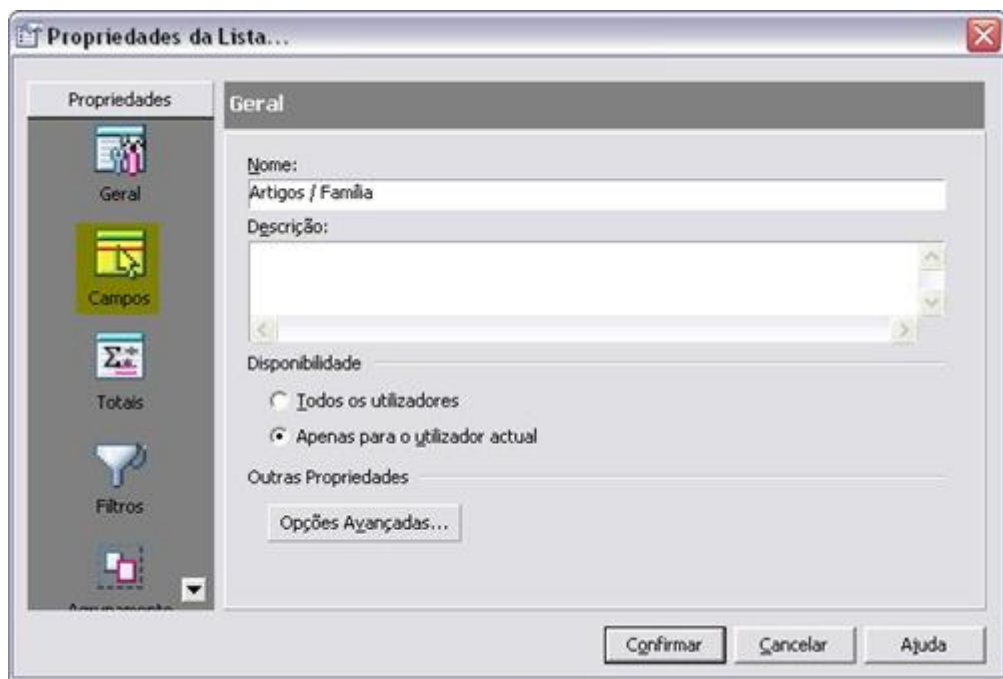 Propriedades da Lista...
Propriedades
Geral
Campos
Totais
Filtros
Agrupamento
Geral
Nome:
Artigos / Família
Descrição:
Disponibilidade
Todos os utilizadores
Apenas para o utilizador actual
Outras Propriedades
Opções Avançadas...
Confirmar
Cancelar
Ajuda